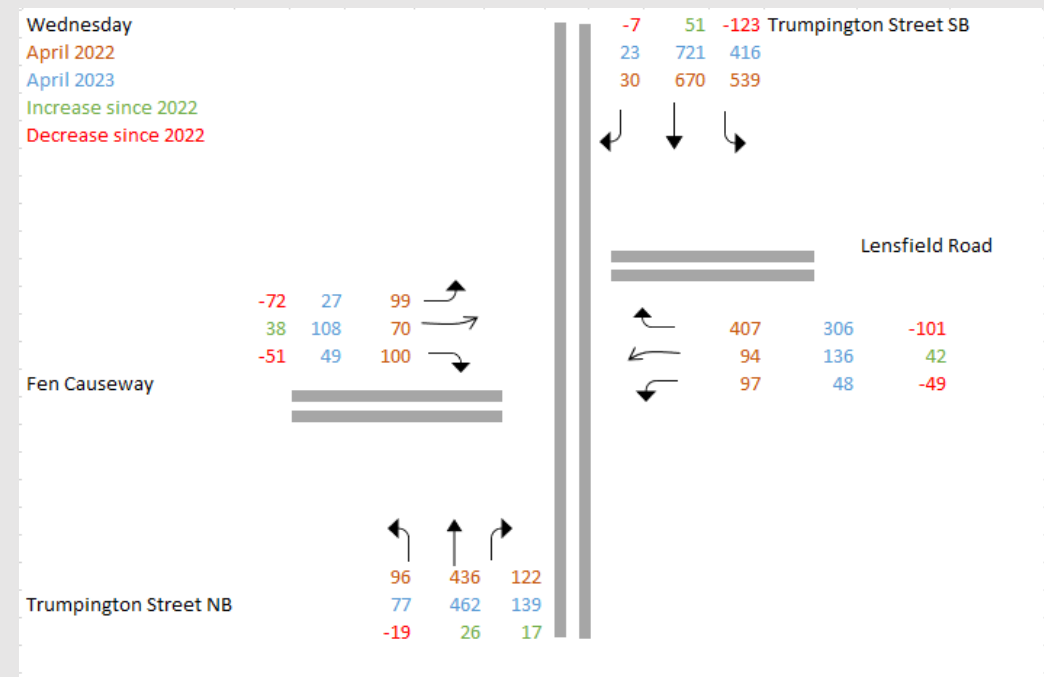 Wednesday
-7 51 -123 Trumpington Street SB
April 2022
23 721 416
April 2023
30 670 539
Increase since 2022
Decrease since 2022
Lensfield Road
-72 27 99
38 108 70
407 306 -101
-51 49 100
94 136 42
Fen Causeway
97 48 -49
96 436 122
Trumpington Street NB
77 462 139
-19 26 17